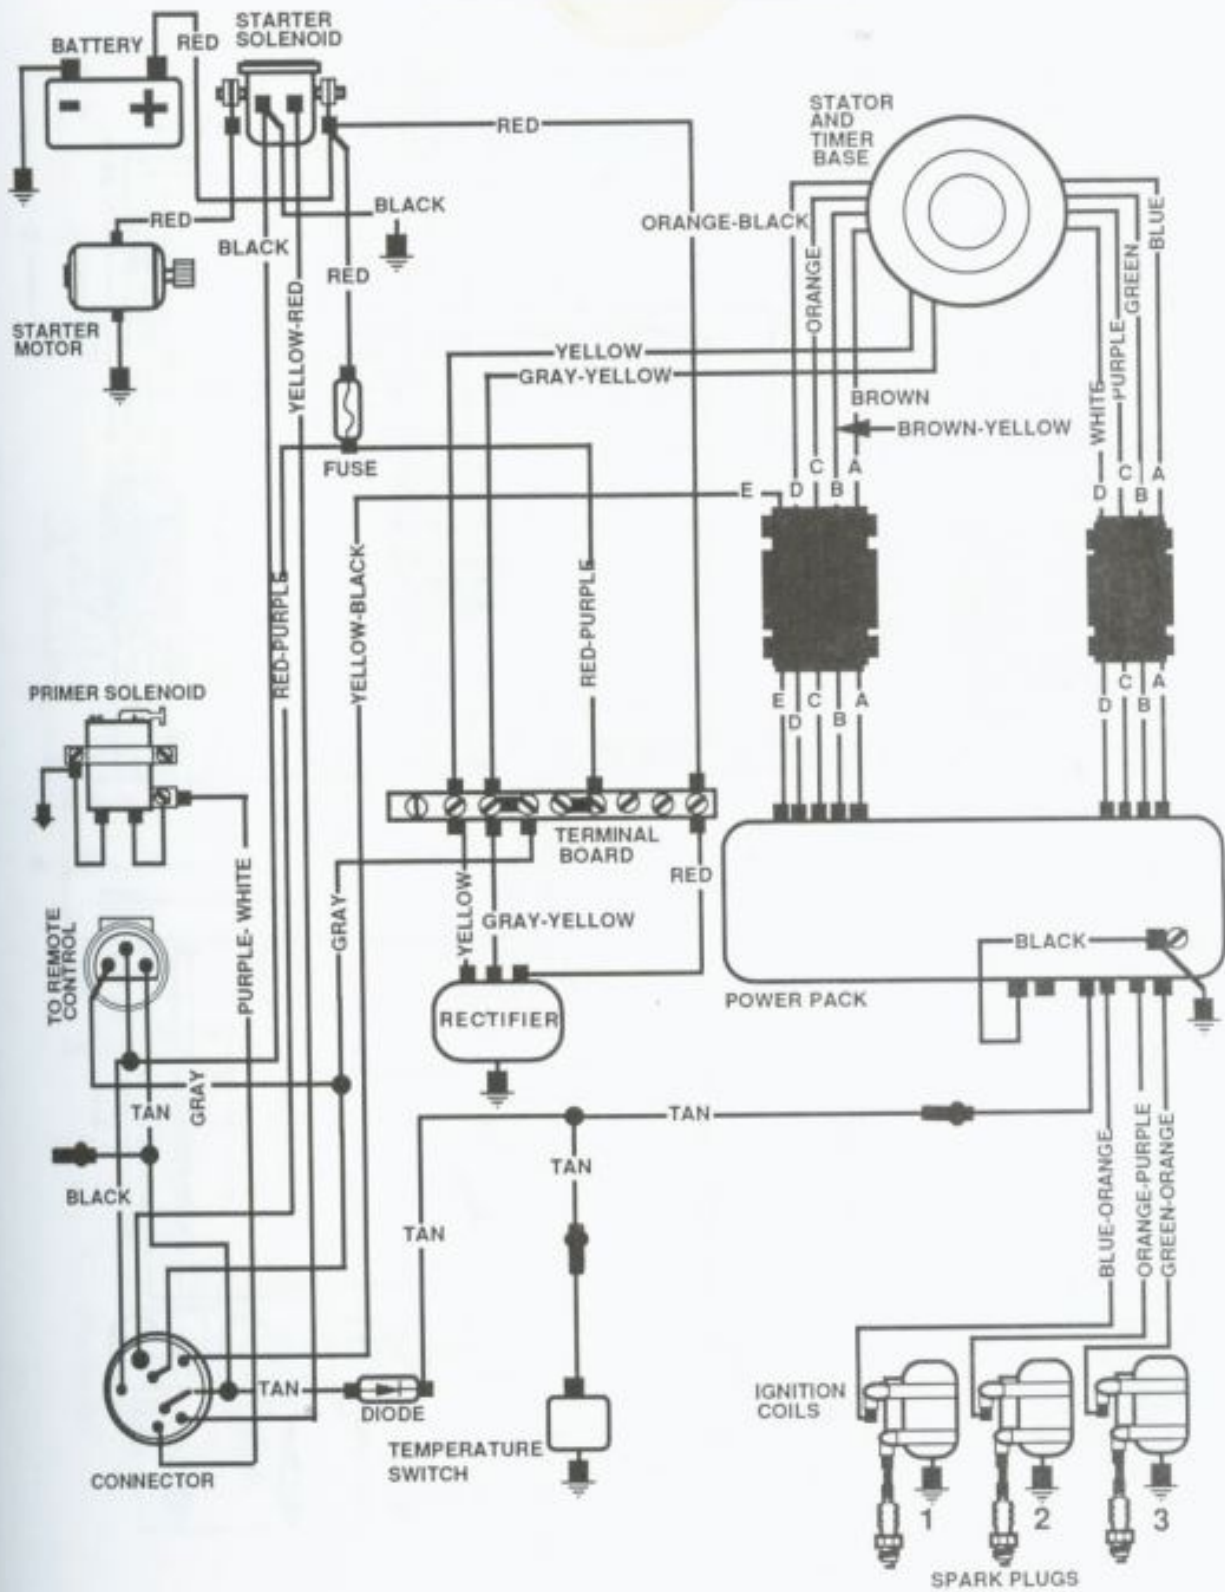 STARTER
SOLENOID
BATTERY
RED
STATOR
AND
TIMER
BASE
RED
RED
BLACK
BLACK
ORANGE-BLACK
BLUE
GREEN
ORANGE
RED
STARTER
MOTOR
YELLOW-RED
YELLOW
GRAY-YELLOW
PURPLE
WHITE
BROWN
BROWN-YELLOW
FUSE
E
D
C
B
A
D
C
B
A
RED-PURPLE
YELLOW-BLACK
RED-PURPLE
PRIMER SOLENOID
E
D
C
B
A
D
C
B
A
TERMINAL
BOARD
RED
PURPLE-WHITE
GRAY
YELLOW
GRAY-YELLOW
TO REMOTE
CONTROL
BLACK
POWER PACK
RECTIFIER
GRAY
TAN
TAN
TAN
BLACK
TAN
BLUE-ORANGE
ORANGE-PURPLE
GREEN-ORANGE
TAN
DIODE
IGNITION
COILS
TEMPERATURE
SWITCH
CONNECTOR
1
2
3
SPARK PLUGS